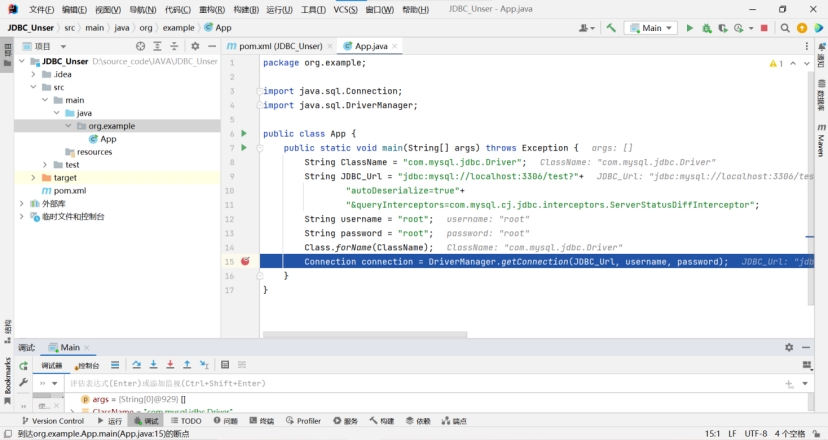 文件(F) 编辑(E) 视图(V) 导航(N) 代码(C) 重构(R) 构建(B) 运行(U) 工具(T) VCS(S) 窗口(W) 帮助(H) JDBC_Unser - App.java
JDBC_Unser src main java org example App Main
项目 pom.xml (JDBC_Unser) App.java
JDBC_Unser D:\source_code\JAVA\JDBC_Unser
.idea
src
main
java
org.example
App
resources
test
target
pom.xml
外部库
临时文件和控制台
1 package org.example;
2
3 import java.sql.Connection;
4 import java.sql.DriverManager;
5
6 public class App {
7 public static void main(String[] args) throws Exception { args: []
8 String ClassName = "com.mysql.jdbc.Driver"; ClassName: "com.mysql.jdbc.Driver"
9 String JDBC_Url = "jdbc:mysql://localhost:3306/test?"+ JDBC_Url: "jdbc:mysql://localhost:3306/test
10 "autoDeserialize=true"+
11 "&queryInterceptors=com.mysql.cj.jdbc.interceptors.ServerStatusDiffInterceptor";
12 String username = "root"; username: "root"
13 String password = "root"; password: "root"
14 Class.forName(ClassName); ClassName: "com.mysql.jdbc.Driver"
15 Connection connection = DriverManager.getConnection(JDBC_Url, username, password); JDBC_Url: "jdb
16 }
17 }
1
项目
通知
数据库
Maven
结构
Bookmarks
调试: Main
调试器 控制台
评估表达式(Enter)或添加监视(Ctrl+Shift+Enter)
args = {String[0]@929} []
ClassName = "com.mysql.jdbc.Driver"
Version Control 运行 调试 TODO 问题 终端 Profiler 服务 构建 依赖 端点
已到达org.example.App.main(App.java:15)的断点 15:1 LF UTF-8 4 个空格